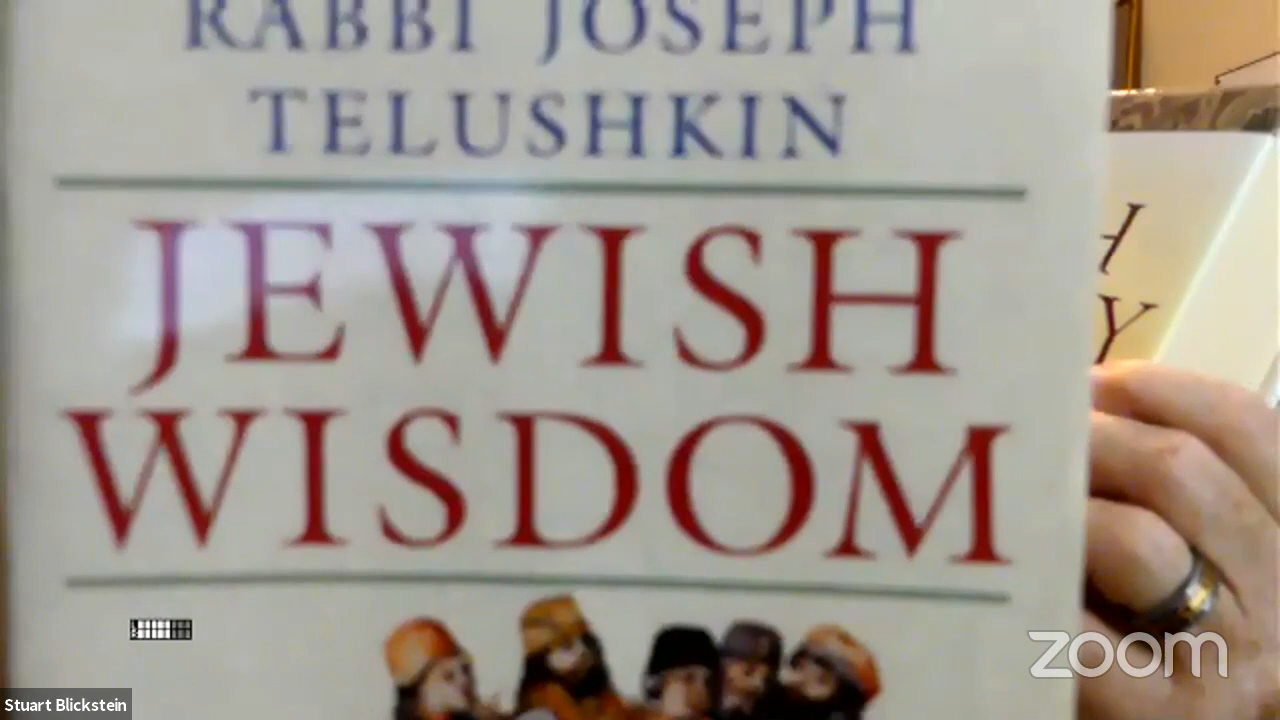 RABBI JOSEPH
TELUSHKIN
JEWISH
WISDOM
H
Y
zoom
Stuart Blickstein